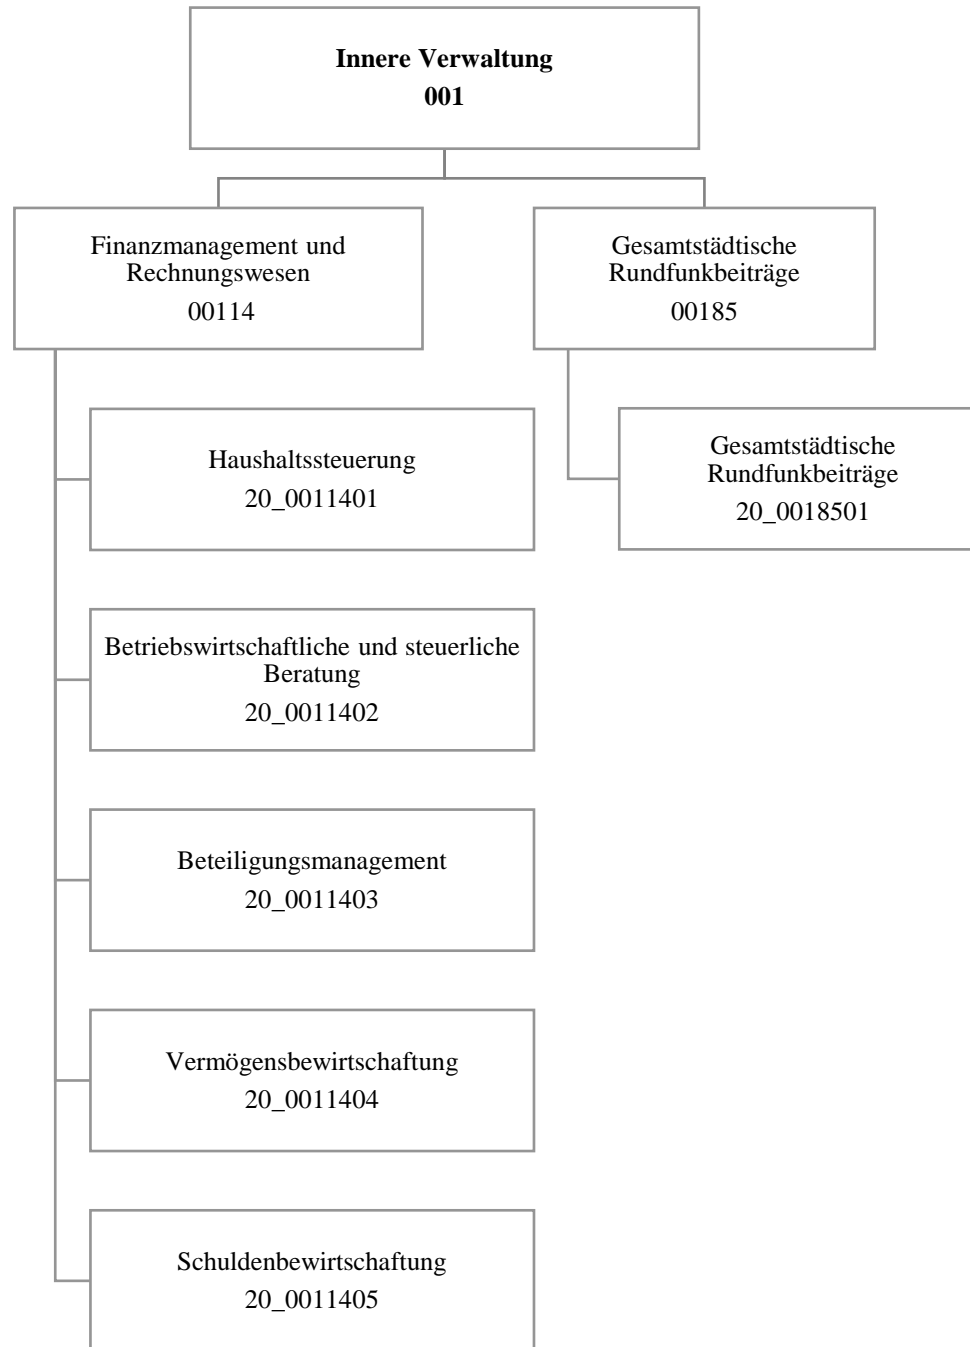 Innere Verwaltung
001
Finanzmanagement und
Rechnungswesen
00114
Gesamtstädtische
Rundfunkbeiträge
00185
Haushaltssteuerung
20_0011401
Gesamtstädtische
Rundfunkbeiträge
20_0018501
Betriebswirtschaftliche und steuerliche
Beratung
20_0011402
Beteiligungsmanagement
20_0011403
Vermögensbewirtschaftung
20_0011404
Schuldenbewirtschaftung
20_0011405